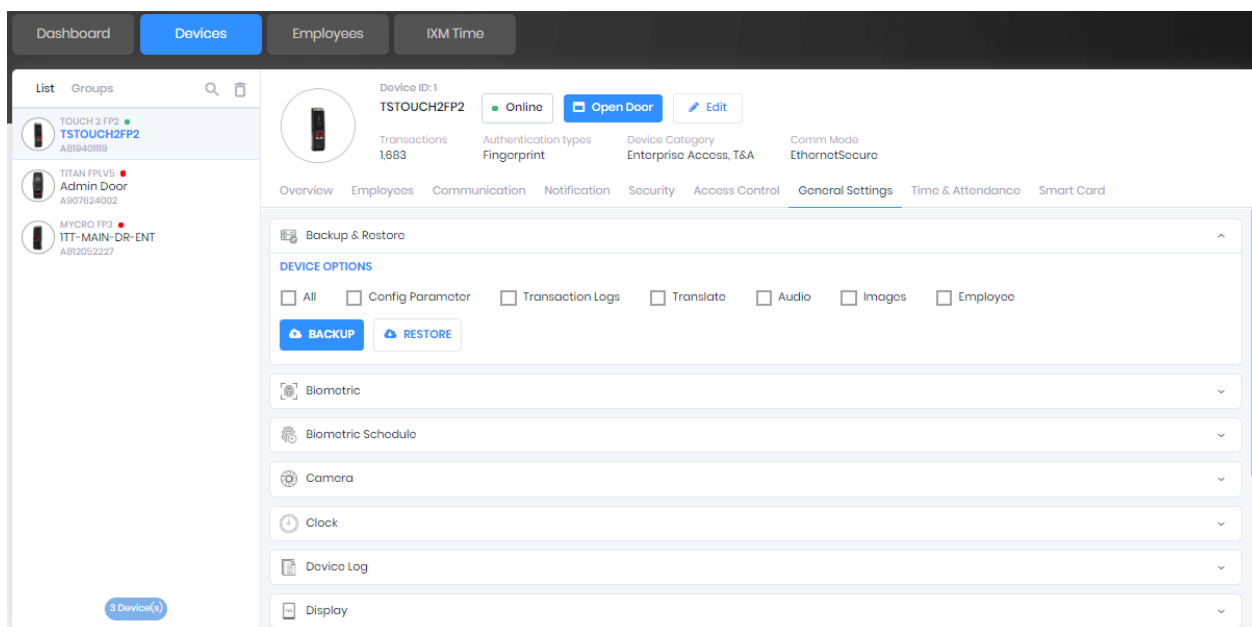 Dashboard Devices Employees IXM Time
List Groups
TOUCH 2 FP2
TSTOUCH2FP2
A819401119
TITAN FPLV5
Admin Door
A907624002
MYCRO FP3
1TT-MAIN-DR-ENT
A812052227
3 Device(s)
Device ID: 1
TSTOUCH2FP2 Online Open Door Edit
Transactions Authentication types Device Category Comm Mode
1,683 Fingerprint Enterprise Access, T&A EthernetSecure
Overview Employees Communication Notification Security Access Control General Settings Time & Attendance Smart Card
Backup & Restore
DEVICE OPTIONS
All Config Parameter Transaction Logs Translate Audio Images Employee
BACKUP RESTORE
Biometric
Biometric Schedule
Camera
Clock
Device Log
Display